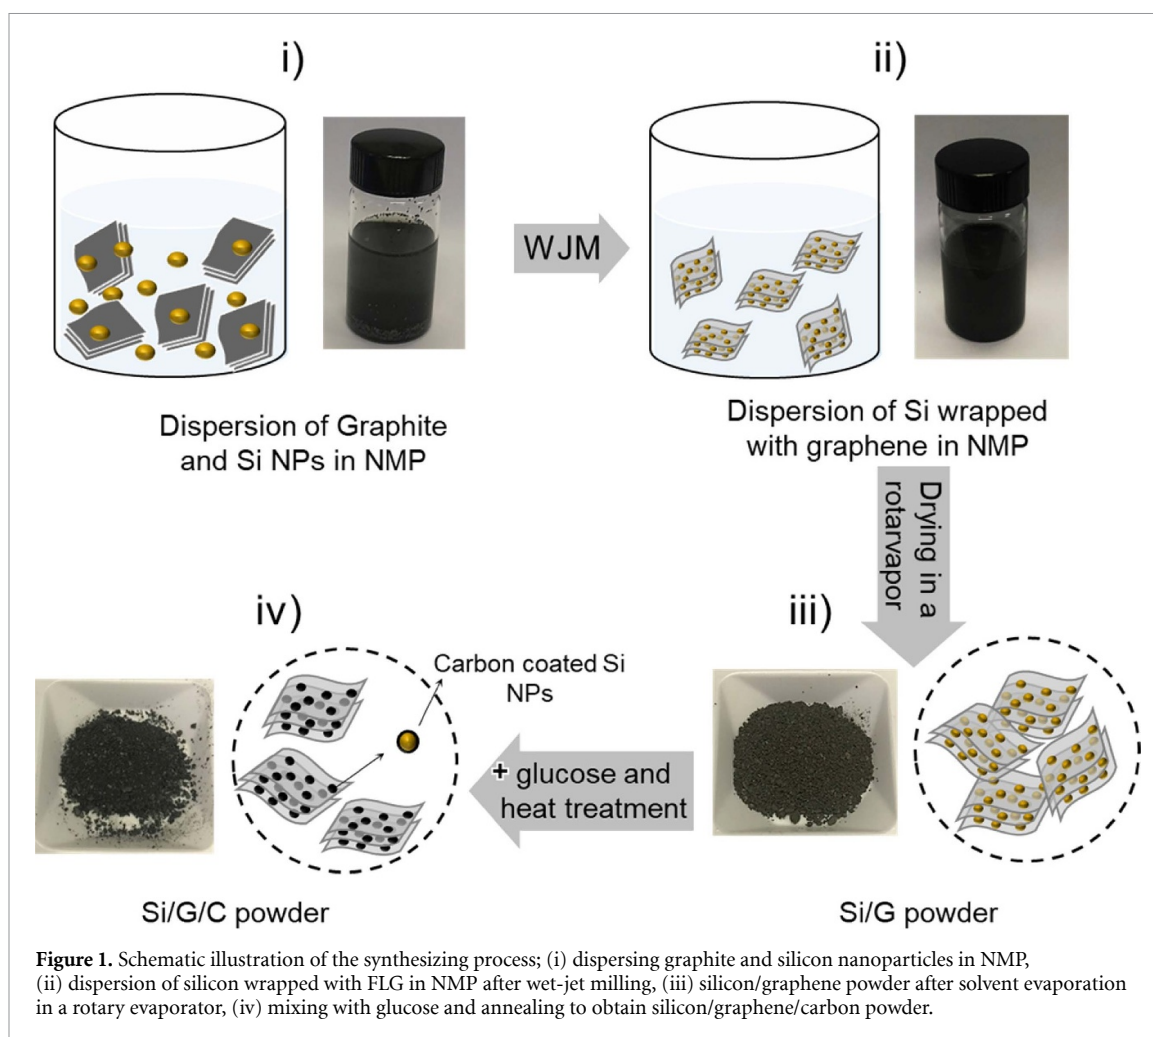 i)
ii)
WJM
Dispersion of Graphite
and Si NPs in NMP
Dispersion of Si wrapped
with graphene in NMP
Drying in a
rotarvapor
iv)
iii)
Carbon coated Si
NPs
+ glucose and
heat treatment
Si/G/C powder
Si/G powder
Figure 1. Schematic illustration of the synthesizing process; (i) dispersing graphite and silicon nanoparticles in NMP,
(ii) dispersion of silicon wrapped with FLG in NMP after wet-jet milling, (iii) silicon/graphene powder after solvent evaporation
in a rotary evaporator, (iv) mixing with glucose and annealing to obtain silicon/graphene/carbon powder.